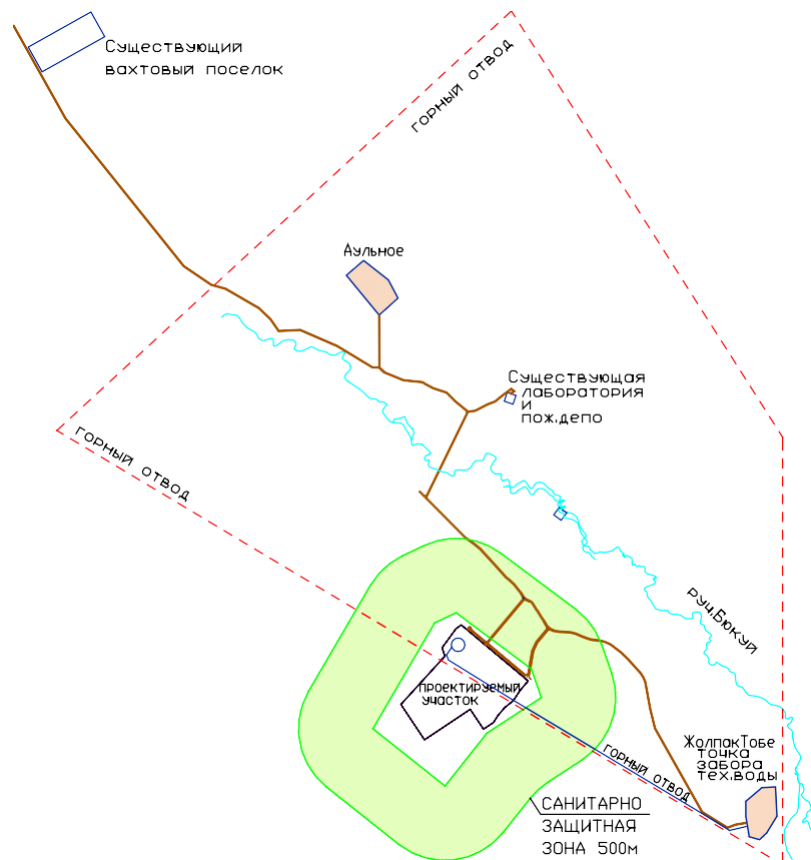 Существующий
вахтовый поселок
горный отвод
Аульное
Существующая
лаборатория
и
пож.депо
горный отвод
руч.Бюкуй
проектируемый
участок
ЖолпакТобе
точка
забора
тех.воды
горный отвод
САНИТАРНО
ЗАЩИТНАЯ
ЗОНА 500м